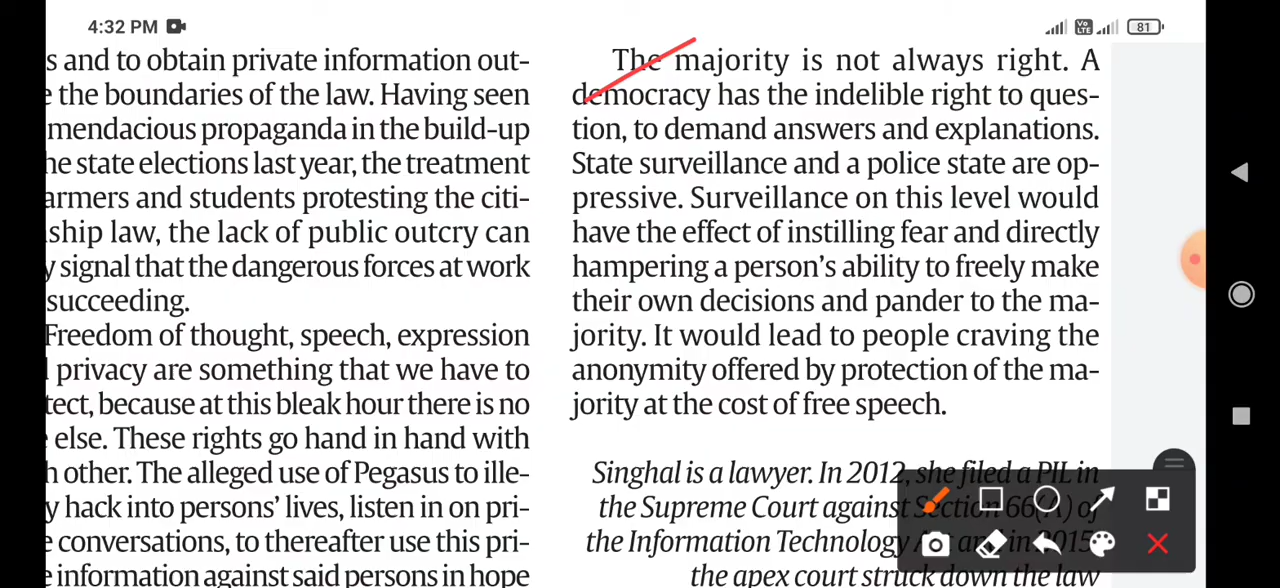 4:32 PM
Vo LTE
81
s and to obtain private information out-
e the boundaries of the law. Having seen
mendacious propaganda in the build-up
he state elections last year, the treatment
armers and students protesting the citi-
ship law, the lack of public outcry can
y signal that the dangerous forces at work
succeeding.
Freedom of thought, speech, expression
privacy are something that we have to
tect, because at this bleak hour there is no
else. These rights go hand in hand with
h other. The alleged use of Pegasus to ille-
y hack into persons' lives, listen in on pri-
e conversations, to thereafter use this pri-
e information against said persons in hope
The majority is not always right. A
democracy has the indelible right to ques-
tion, to demand answers and explanations.
State surveillance and a police state are op-
pressive. Surveillance on this level would
have the effect of instilling fear and directly
hampering a person's ability to freely make
their own decisions and pander to the ma-
jority. It would lead to people craving the
anonymity offered by protection of the ma-
jority at the cost of free speech.
Singhal is a lawyer. In 2012, she filed a PIL in
the Supreme Court against Section 66(A) of
the Information Technology Act and in 2015
the apex court struck down the law